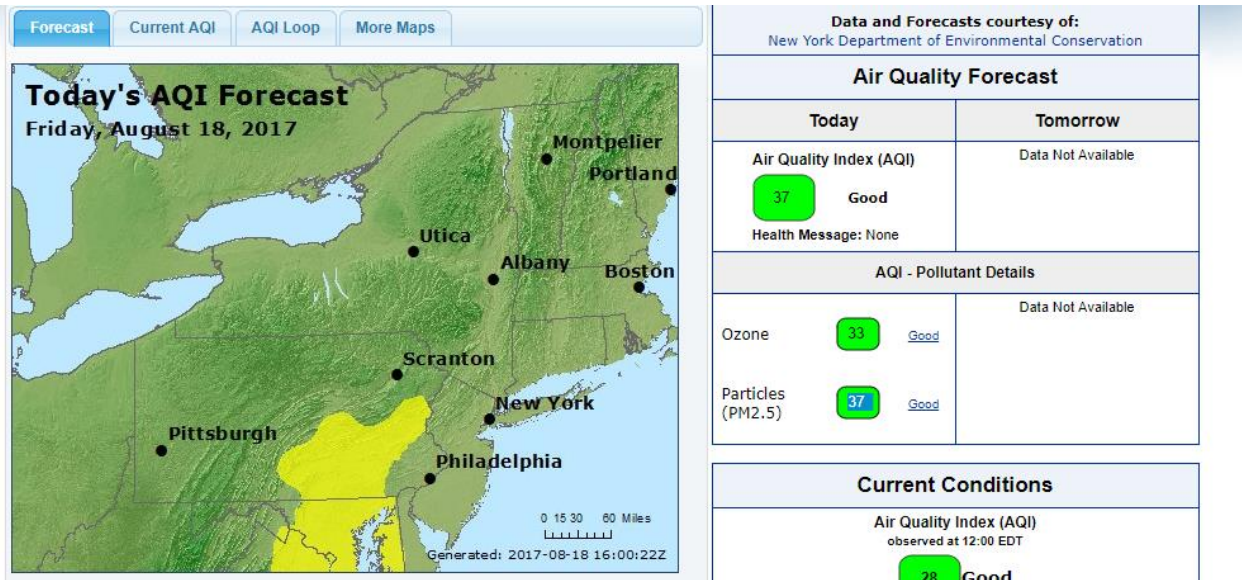 Forecast
Current AQI
AQI Loop
More Maps
Today's AQI Forecast
Friday, August 18, 2017
Montpelier
Portland
Utica
Albany
Boston
Scranton
New York
Pittsburgh
Philadelphia
0 15 30 60 Miles
Generated: 2017-08-18 16:00:22Z
Data and Forecasts courtesy of:
New York Department of Environmental Conservation
Air Quality Forecast
Today
Tomorrow
Air Quality Index (AQI)
37 Good
Health Message: None
Data Not Available
AQI - Pollutant Details
Ozone 33 Good
Particles
(PM2.5) 37 Good
Data Not Available
Current Conditions
Air Quality Index (AQI)
observed at 12:00 EDT
28 Good